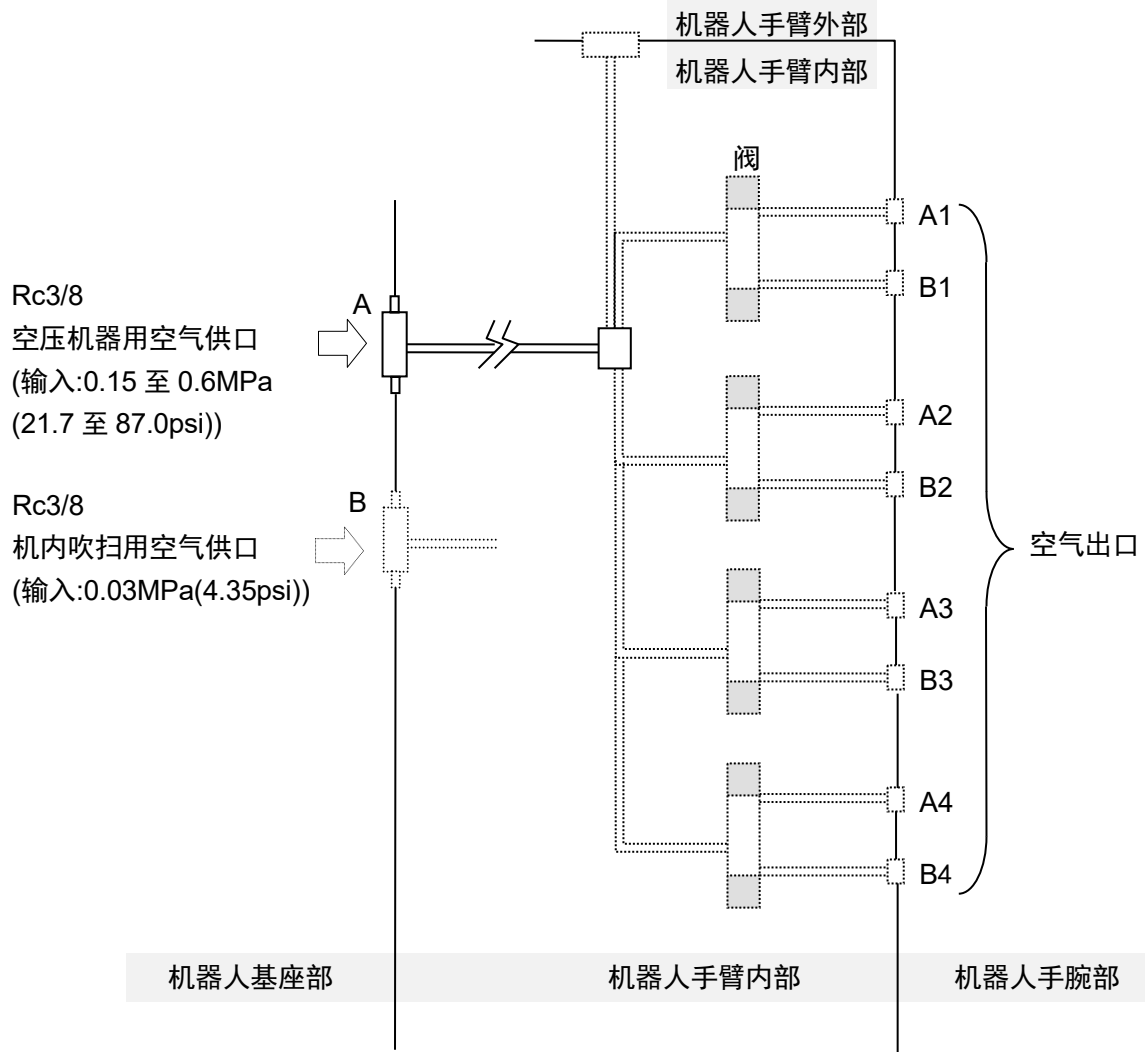 机器人手臂外部
机器人手臂内部
阀
A1
B1
Rc3/8
空压机器用空气供口
(输入:0.15 至 0.6MPa
(21.7 至 87.0psi))
A
A2
B2
Rc3/8
机内吹扫用空气供口
(输入:0.03MPa(4.35psi))
B
空气出口
A3
B3
A4
B4
机器人基座部
机器人手臂内部
机器人手腕部